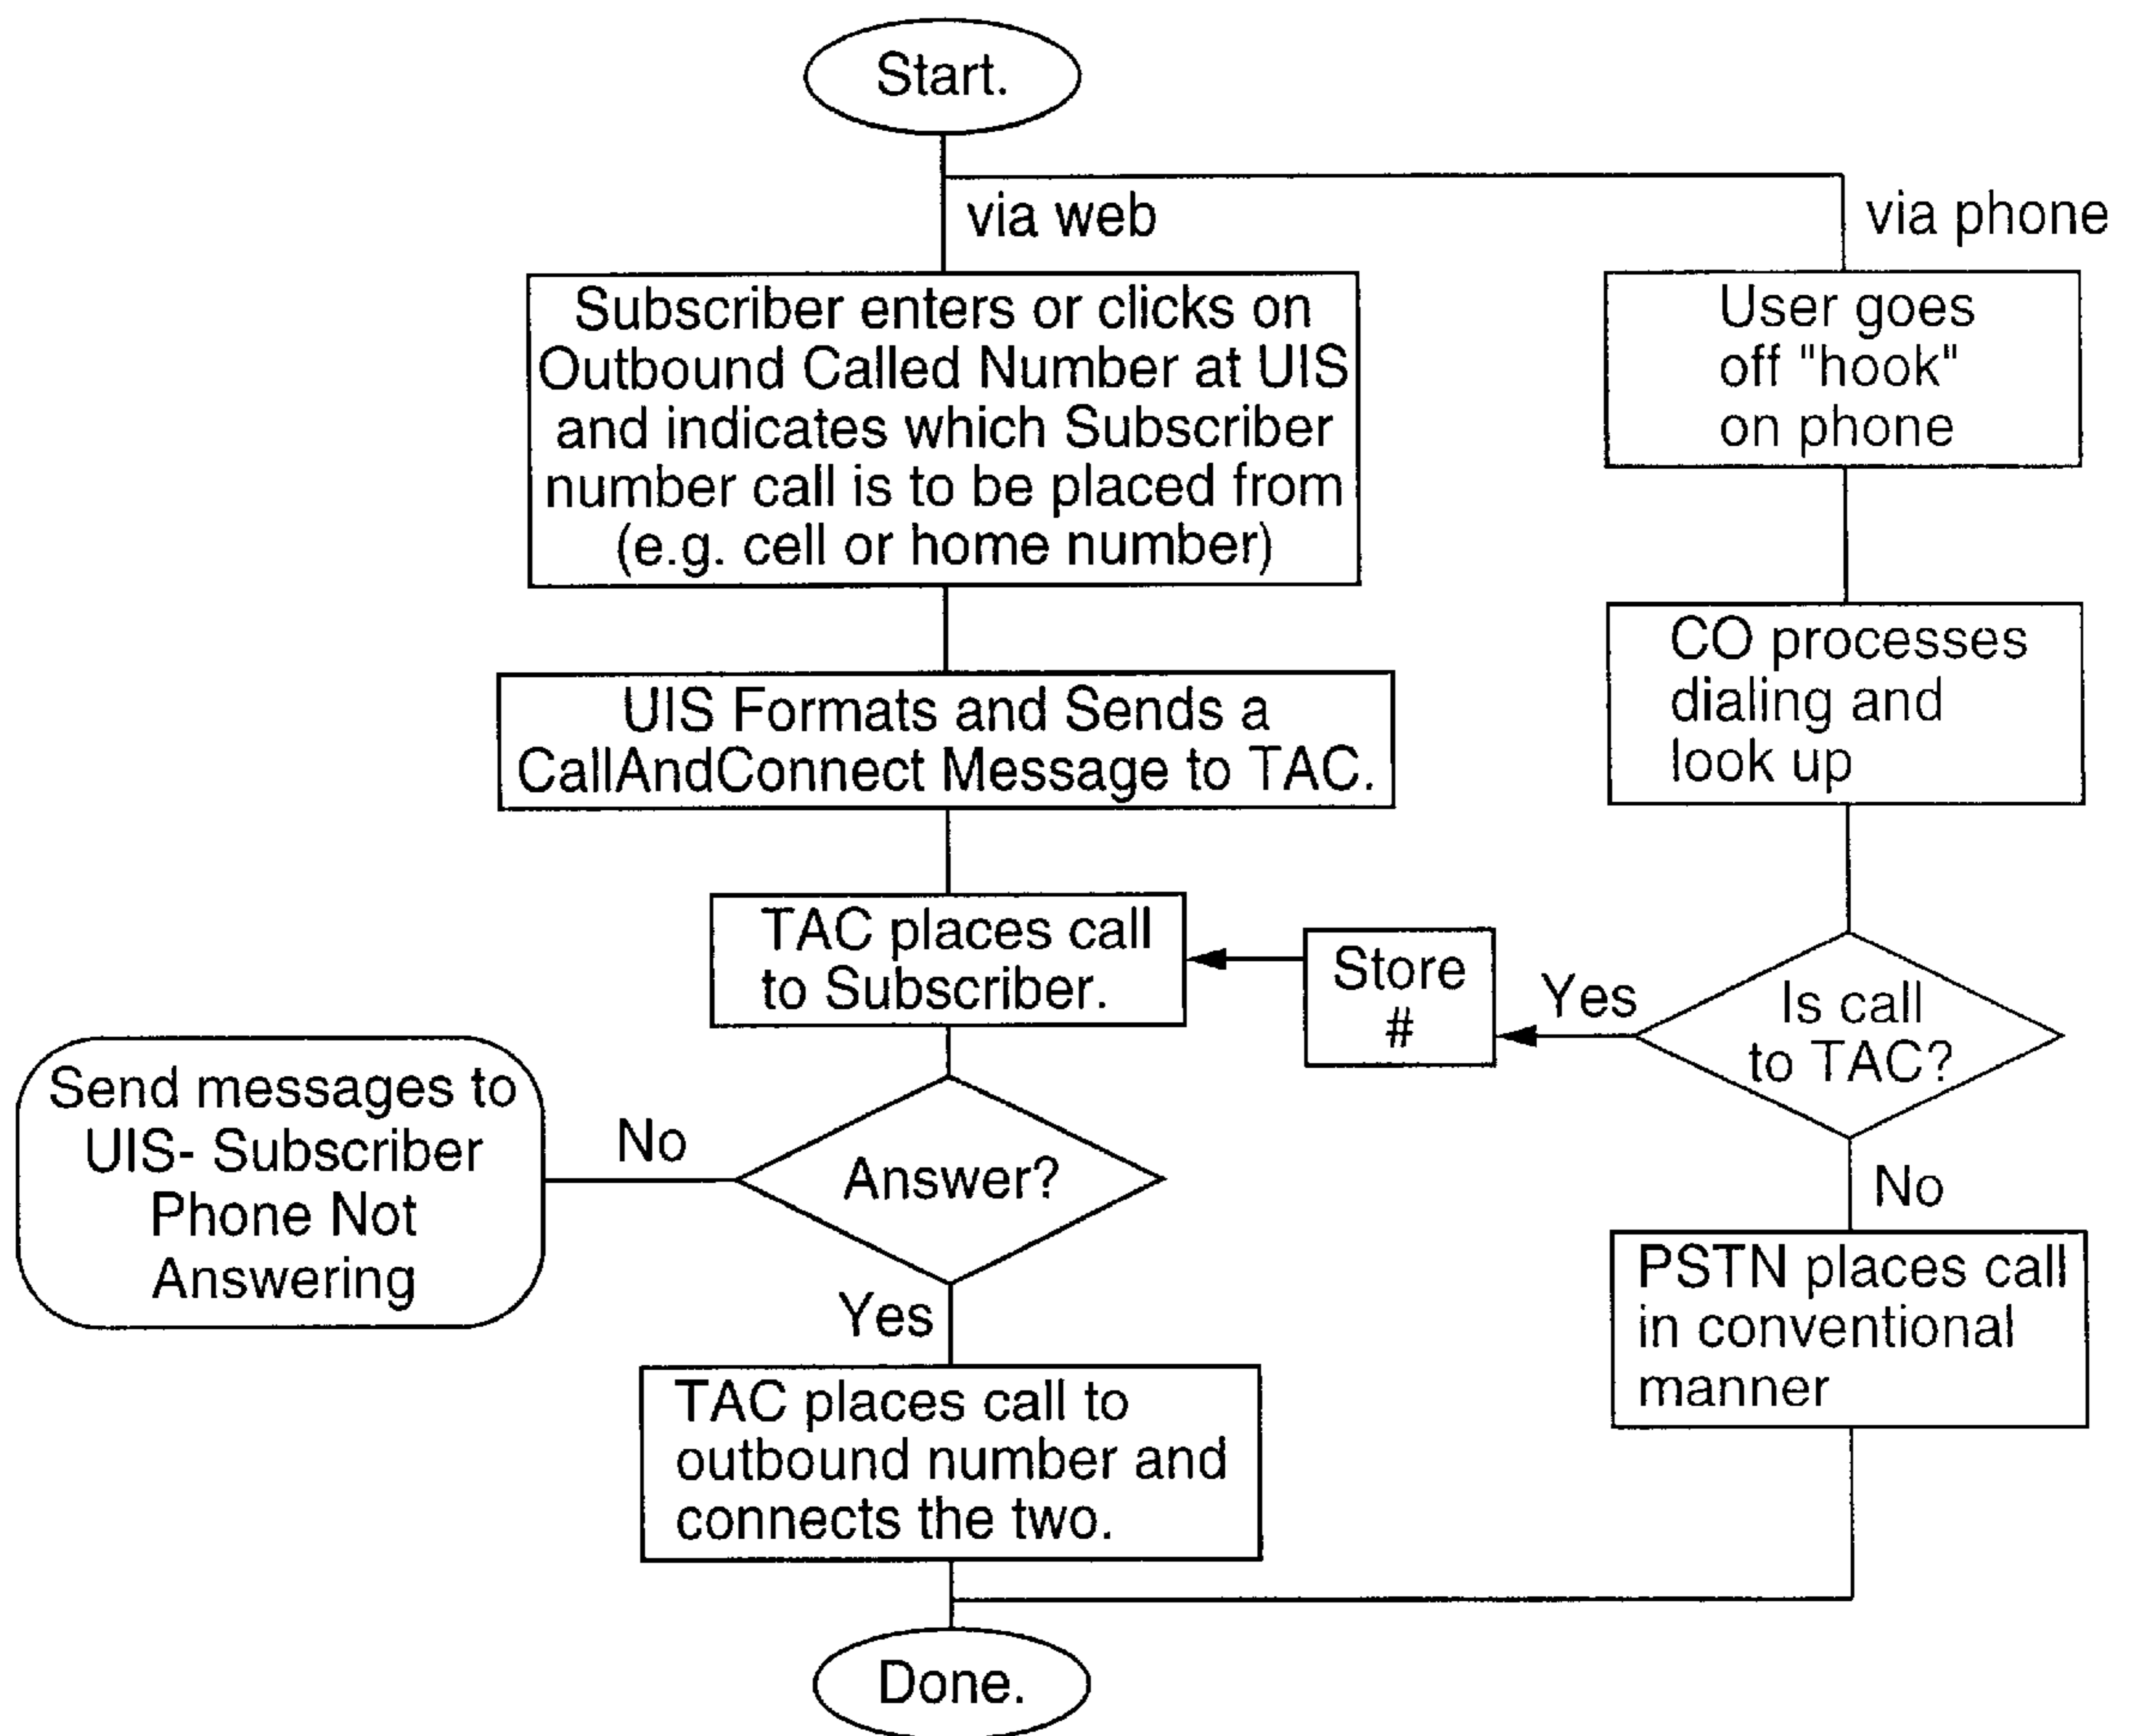 Start.
via web
via phone
Subscriber enters or clicks on
Outbound Called Number at UIS
and indicates which Subscriber
number call is to be placed from
(e.g. cell or home number)
User goes
off "hook"
on phone
UIS Formats and Sends a
CallAndConnect Message to TAC.
CO processes
dialing and
look up
TAC places call
to Subscriber.
Store
#
Yes
Is call
to TAC?
Send messages to
UIS- Subscriber
Phone Not
Answering
No
Answer?
No
Yes
PSTN places call
in conventional
manner
TAC places call to
outbound number and
connects the two.
Done.